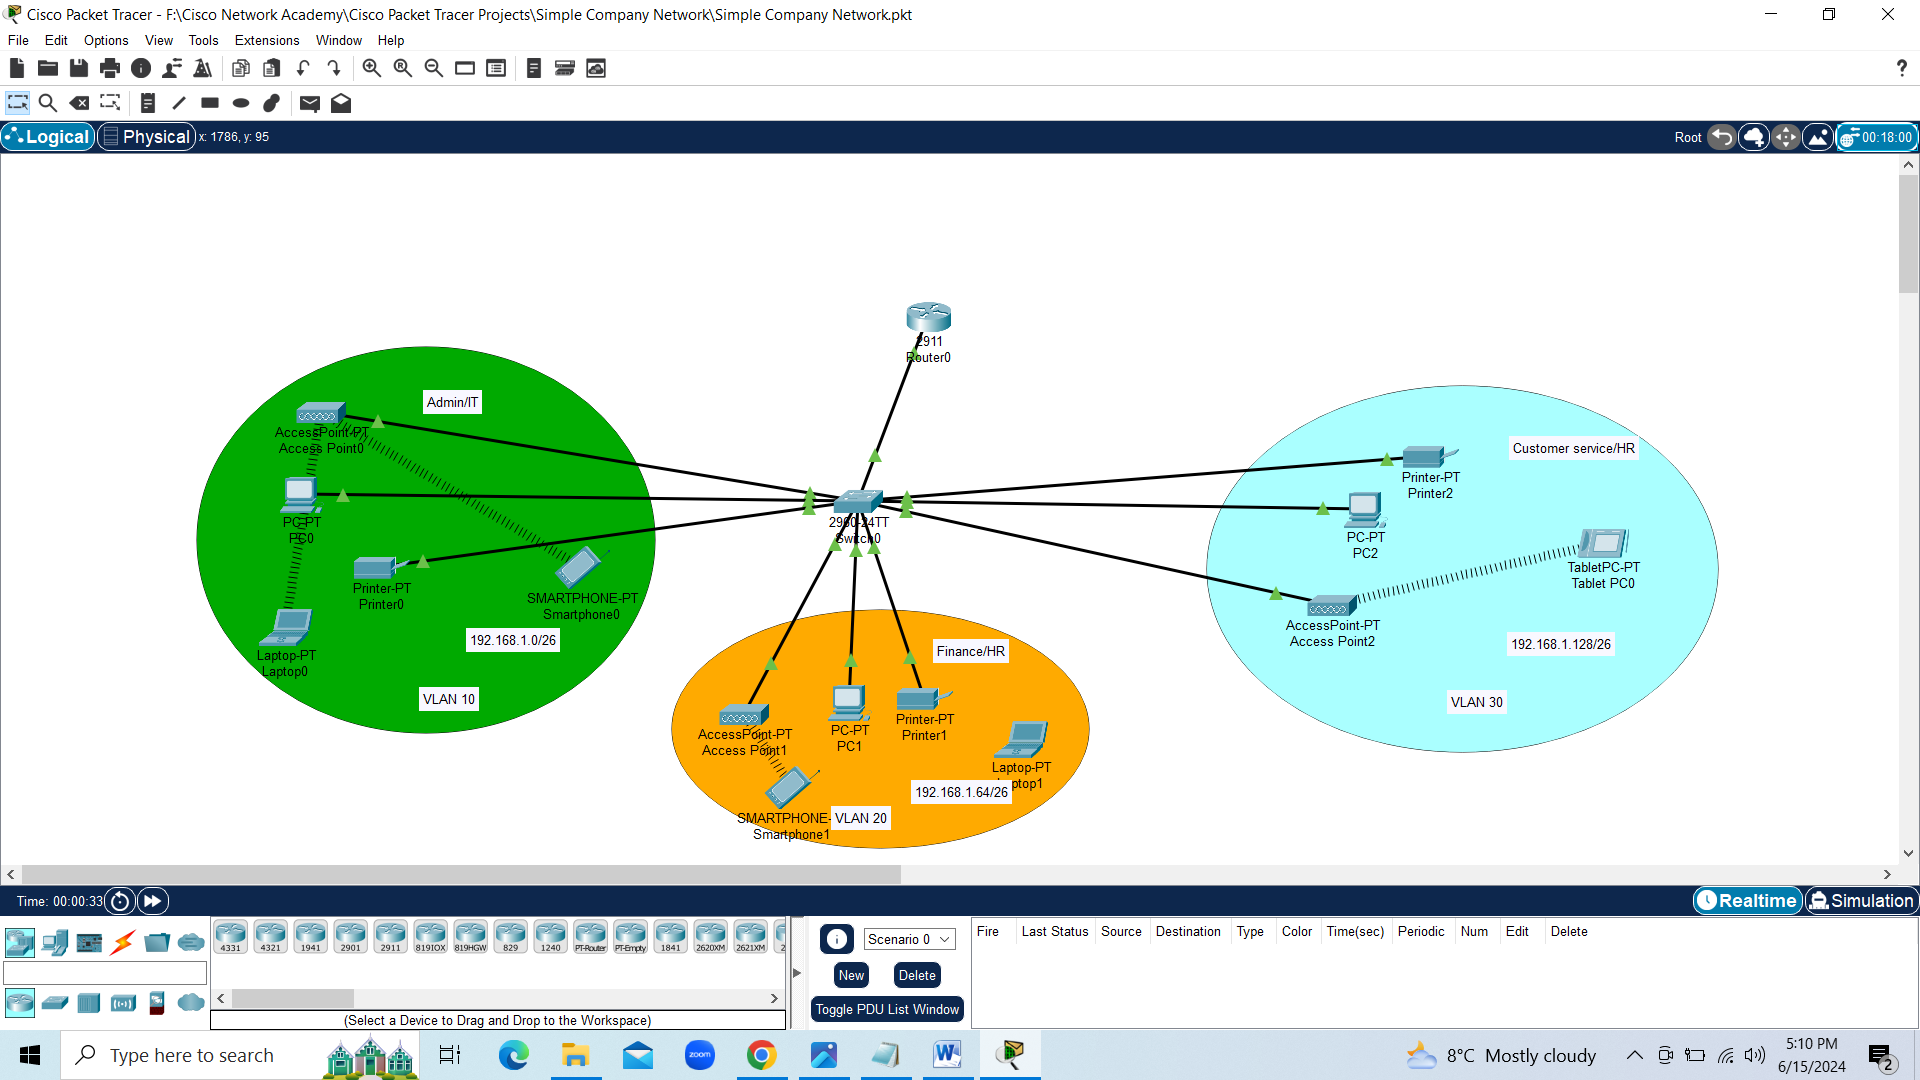 Cisco Packet Tracer - F:\Cisco Network Academy\Cisco Packet Tracer Projects\Simple Company Network\Simple Company Network.pkt
File Edit Options View Tools Extensions Window Help
?
Logical Physical x: 1786, y: 95 Root 00:18:00
2911
Router0
Admin/IT
AccessPoint-PT
Access Point0
PC-PT
PC0
Printer-PT
Printer0
SMARTPHONE-PT
Smartphone0
Laptop-PT
Laptop0
192.168.1.0/26
VLAN 10
2960-24TT
Switch0
Finance/HR
AccessPoint-PT
Access Point1
PC-PT
PC1
Printer-PT
Printer1
Laptop-PT
ptop1
192.168.1.64/26
SMARTPHONE-
Smartphone1
VLAN 20
Customer service/HR
Printer-PT
Printer2
PC-PT
PC2
TabletPC-PT
Tablet PC0
AccessPoint-PT
Access Point2
192.168.1.128/26
VLAN 30
Time: 00:00:33 Realtime Simulation
4331 4321 1941 2901 2911 819IOX 819HGW 829 1240 PT-Router PT-Empty 1841 2620XM 2621XM 2
(Select a Device to Drag and Drop to the Workspace)
Scenario 0
New Delete
Toggle PDU List Window
Fire Last Status Source Destination Type Color Time(sec) Periodic Num Edit Delete
Type here to search
zoom
8°C Mostly cloudy
5:10 PM
6/15/2024
2